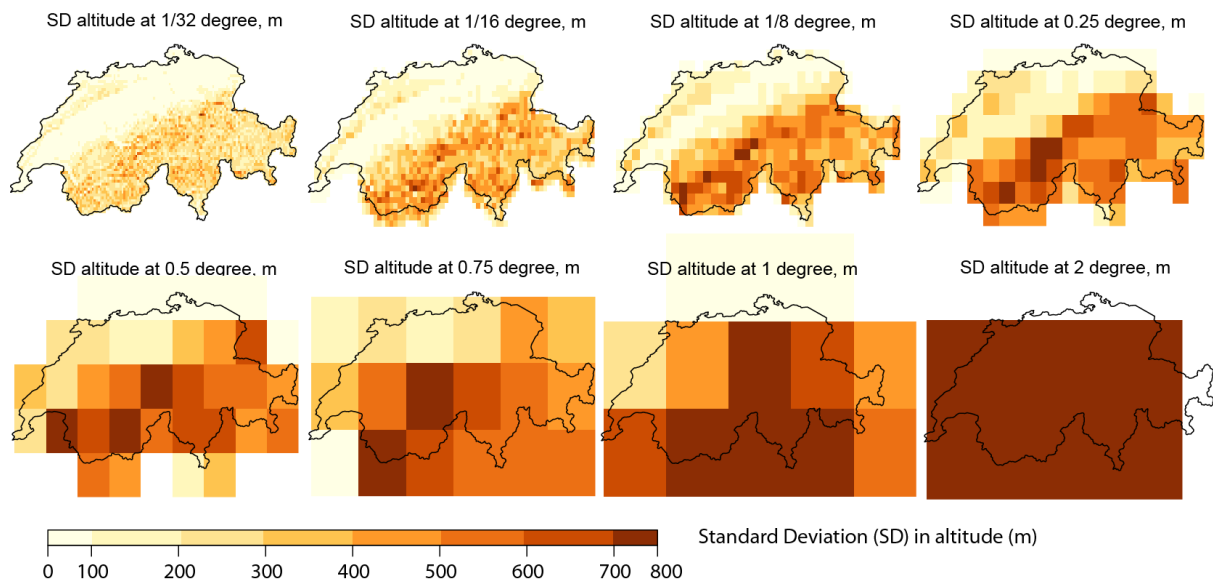 SD altitude at 1/32 degree, m
SD altitude at 1/16 degree, m
SD altitude at 1/8 degree, m
SD altitude at 0.25 degree, m
SD altitude at 0.5 degree, m
SD altitude at 0.75 degree, m
SD altitude at 1 degree, m
SD altitude at 2 degree, m
Standard Deviation (SD) in altitude (m)
0 100 200 300 400 500 600 700 800